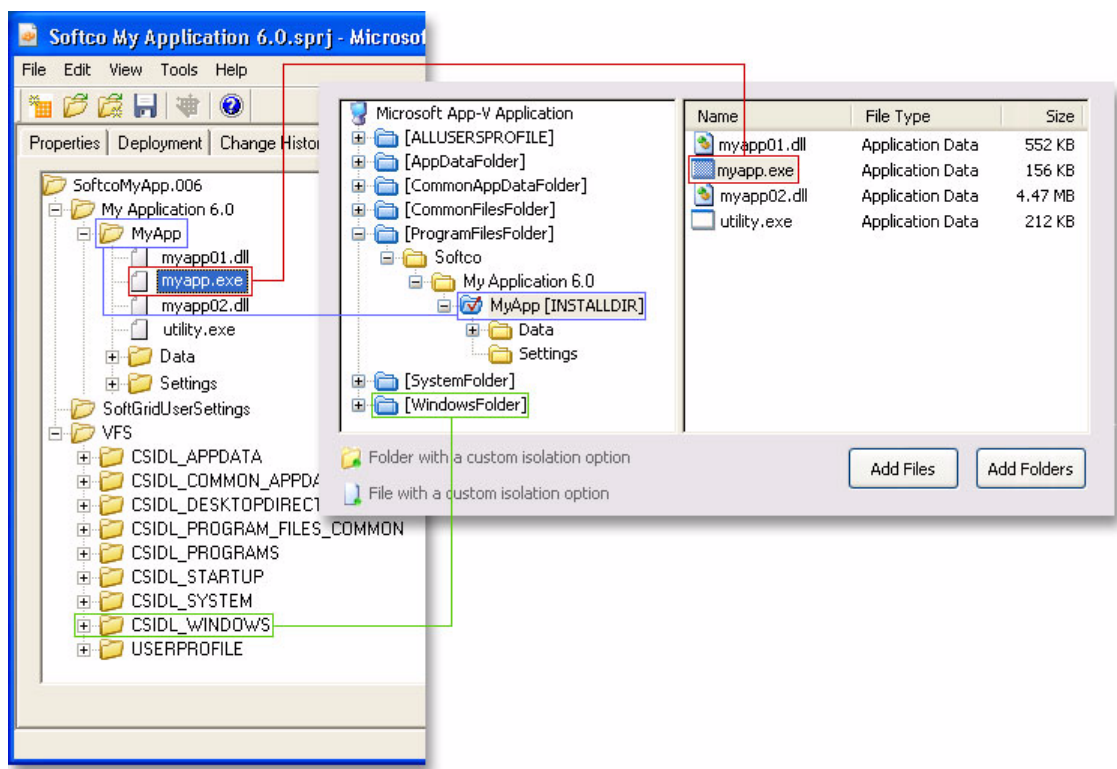 Softco My Application 6.0.sprj - Microsof
File Edit View Tools Help
Properties Deployment Change Histo
SoftcoMyApp.006
My Application 6.0
MyApp
myapp01.dll
myapp.exe
myapp02.dll
utility.exe
Data
Settings
SoftGridUserSettings
VFS
CSIDL_APPDATA
CSIDL_COMMON_APPDA
CSIDL_DESKTOPDIRECT
CSIDL_PROGRAM_FILES_COMMON
CSIDL_PROGRAMS
CSIDL_STARTUP
CSIDL_SYSTEM
CSIDL_WINDOWS
USERPROFILE
Microsoft App-V Application
[ALLUSERSPROFILE]
[AppDataFolder]
[CommonAppDataFolder]
[CommonFilesFolder]
[ProgramFilesFolder]
Softco
My Application 6.0
MyApp [INSTALLDIR]
Data
Settings
[SystemFolder]
[WindowsFolder]
Name File Type Size
myapp01.dll Application Data 552 KB
myapp.exe Application Data 156 KB
myapp02.dll Application Data 4.47 MB
utility.exe Application Data 212 KB
Folder with a custom isolation option
File with a custom isolation option
Add Files Add Folders